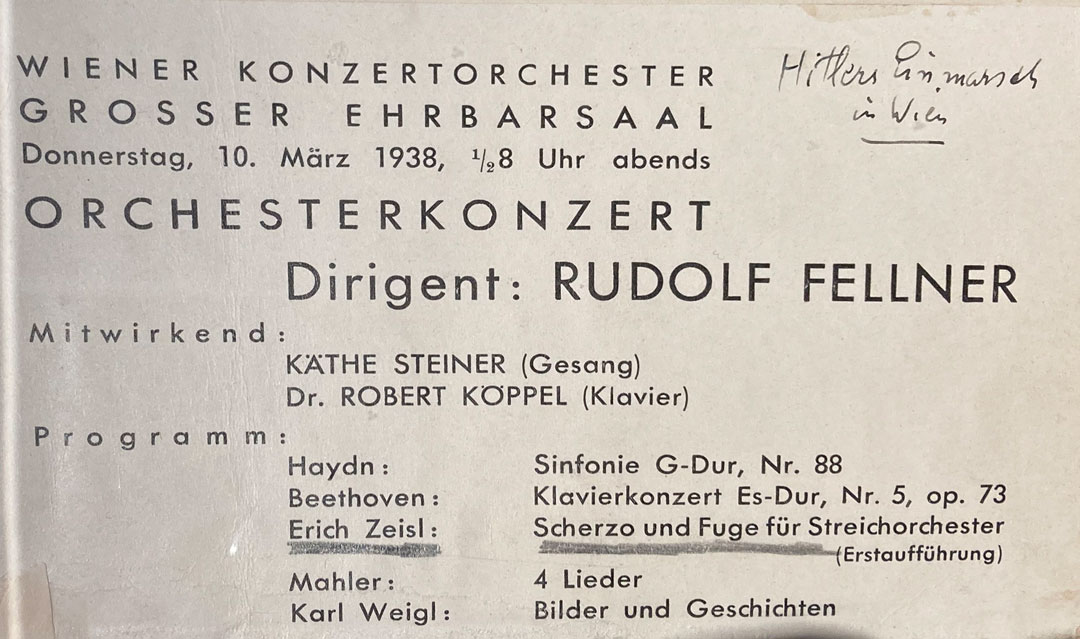 WIENER KONZERTORCHESTER
GROSSER EHRBARSAAL
Donnerstag, 10. März 1938, ½8 Uhr abends
Hitlers Einmarsch
in Wien
ORCHESTERKONZERT
Dirigent: RUDOLF FELLNER
Mitwirkend:
KÄTHE STEINER (Gesang)
Dr. ROBERT KÖPPEL (Klavier)
Programm:
Haydn: Sinfonie G-Dur, Nr. 88
Beethoven: Klavierkonzert Es-Dur, Nr. 5, op. 73
Erich Zeisl: Scherzo und Fuge für Streichorchester
(Erstaufführung)
Mahler: 4 Lieder
Karl Weigl: Bilder und Geschichten